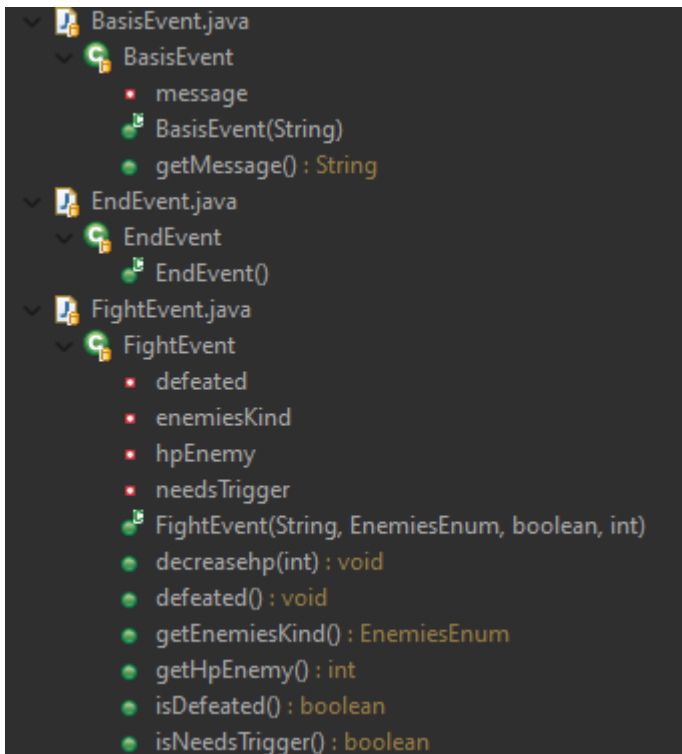 BasisEvent.java
BasisEvent
message
BasisEvent(String)
getMessage() : String
EndEvent.java
EndEvent
EndEvent()
FightEvent.java
FightEvent
defeated
enemiesKind
hpEnemy
needsTrigger
FightEvent(String, EnemiesEnum, boolean, int)
decreasehp(int) : void
defeated() : void
getEnemiesKind() : EnemiesEnum
getHpEnemy() : int
isDefeated() : boolean
isNeedsTrigger() : boolean